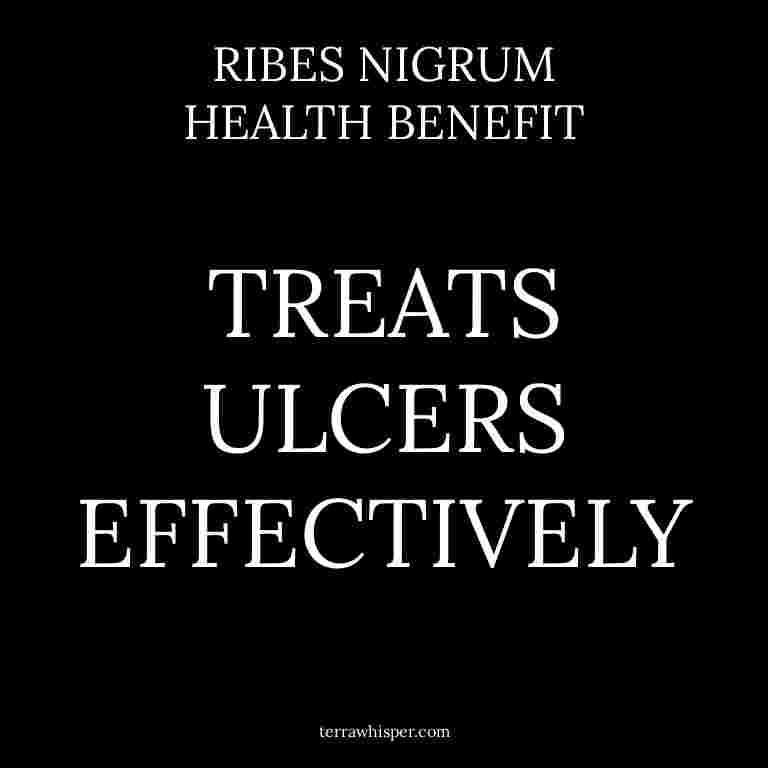 RIBES NIGRUM
HEALTH BENEFIT
TREATS
ULCERS
EFFECTIVELY
terrawhisper.com